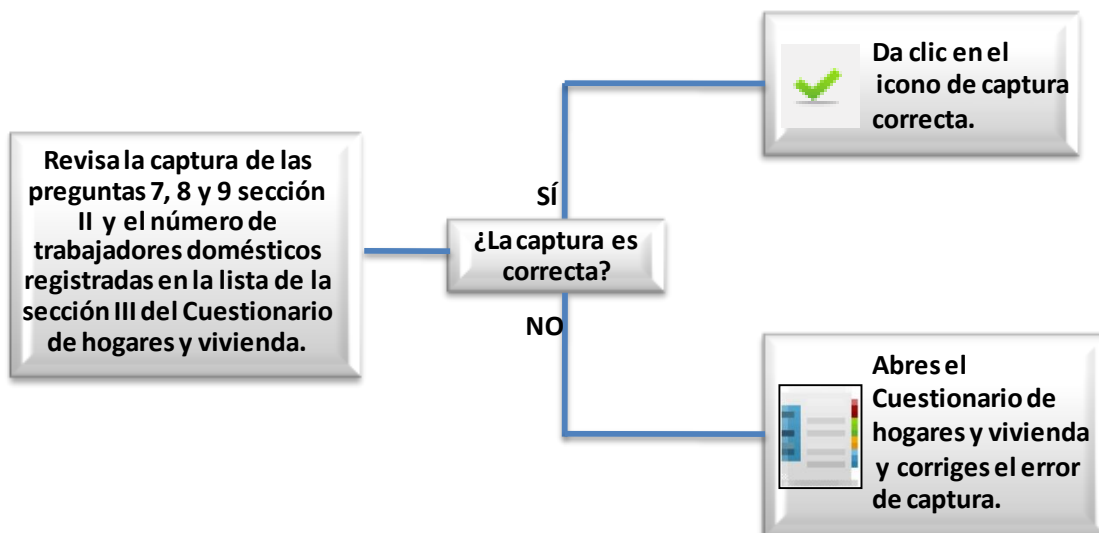 Revisa la captura de las
preguntas 7, 8 y 9 sección
II y el número de
trabajadores domésticos
registradas en la lista de la
sección III del Cuestionario
de hogares y vivienda.
¿La captura es
correcta?
SÍ
Da clic en el
icono de captura
correcta.
NO
Abres el
Cuestionario de
hogares y vivienda
y corriges el error
de captura.